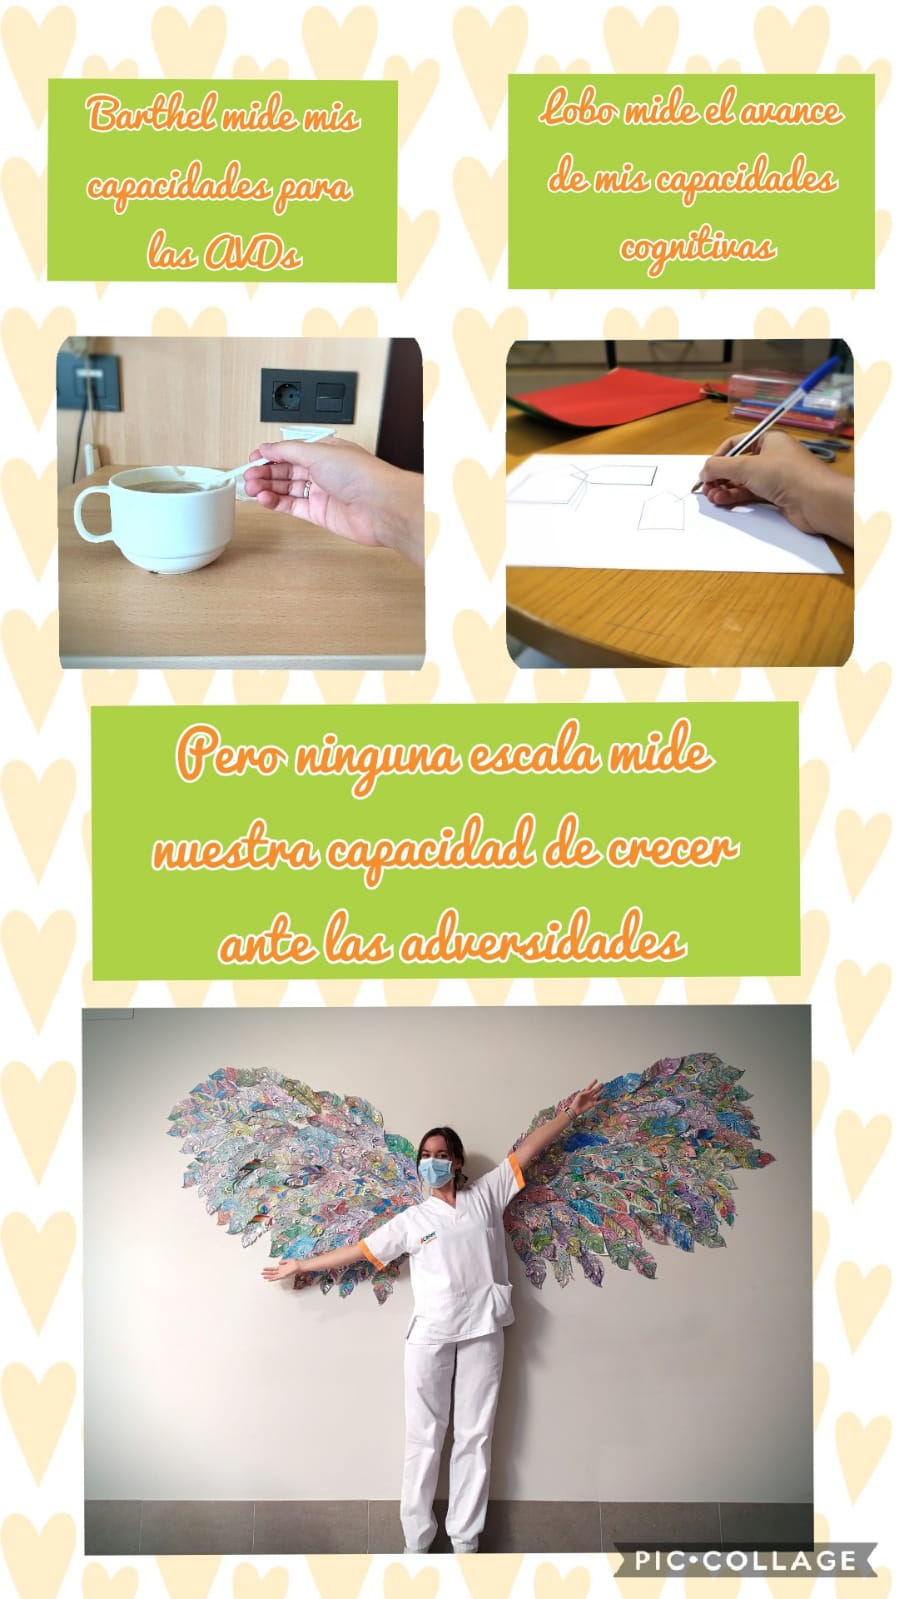 Barthel mide mis
capacidades para
las AVDs
Lobo mide el avance
de mis capacidades
cognitivas
Pero ninguna escala mide
nuestra capacidad de crecer
ante las adversidades
PIC•COLLAGE